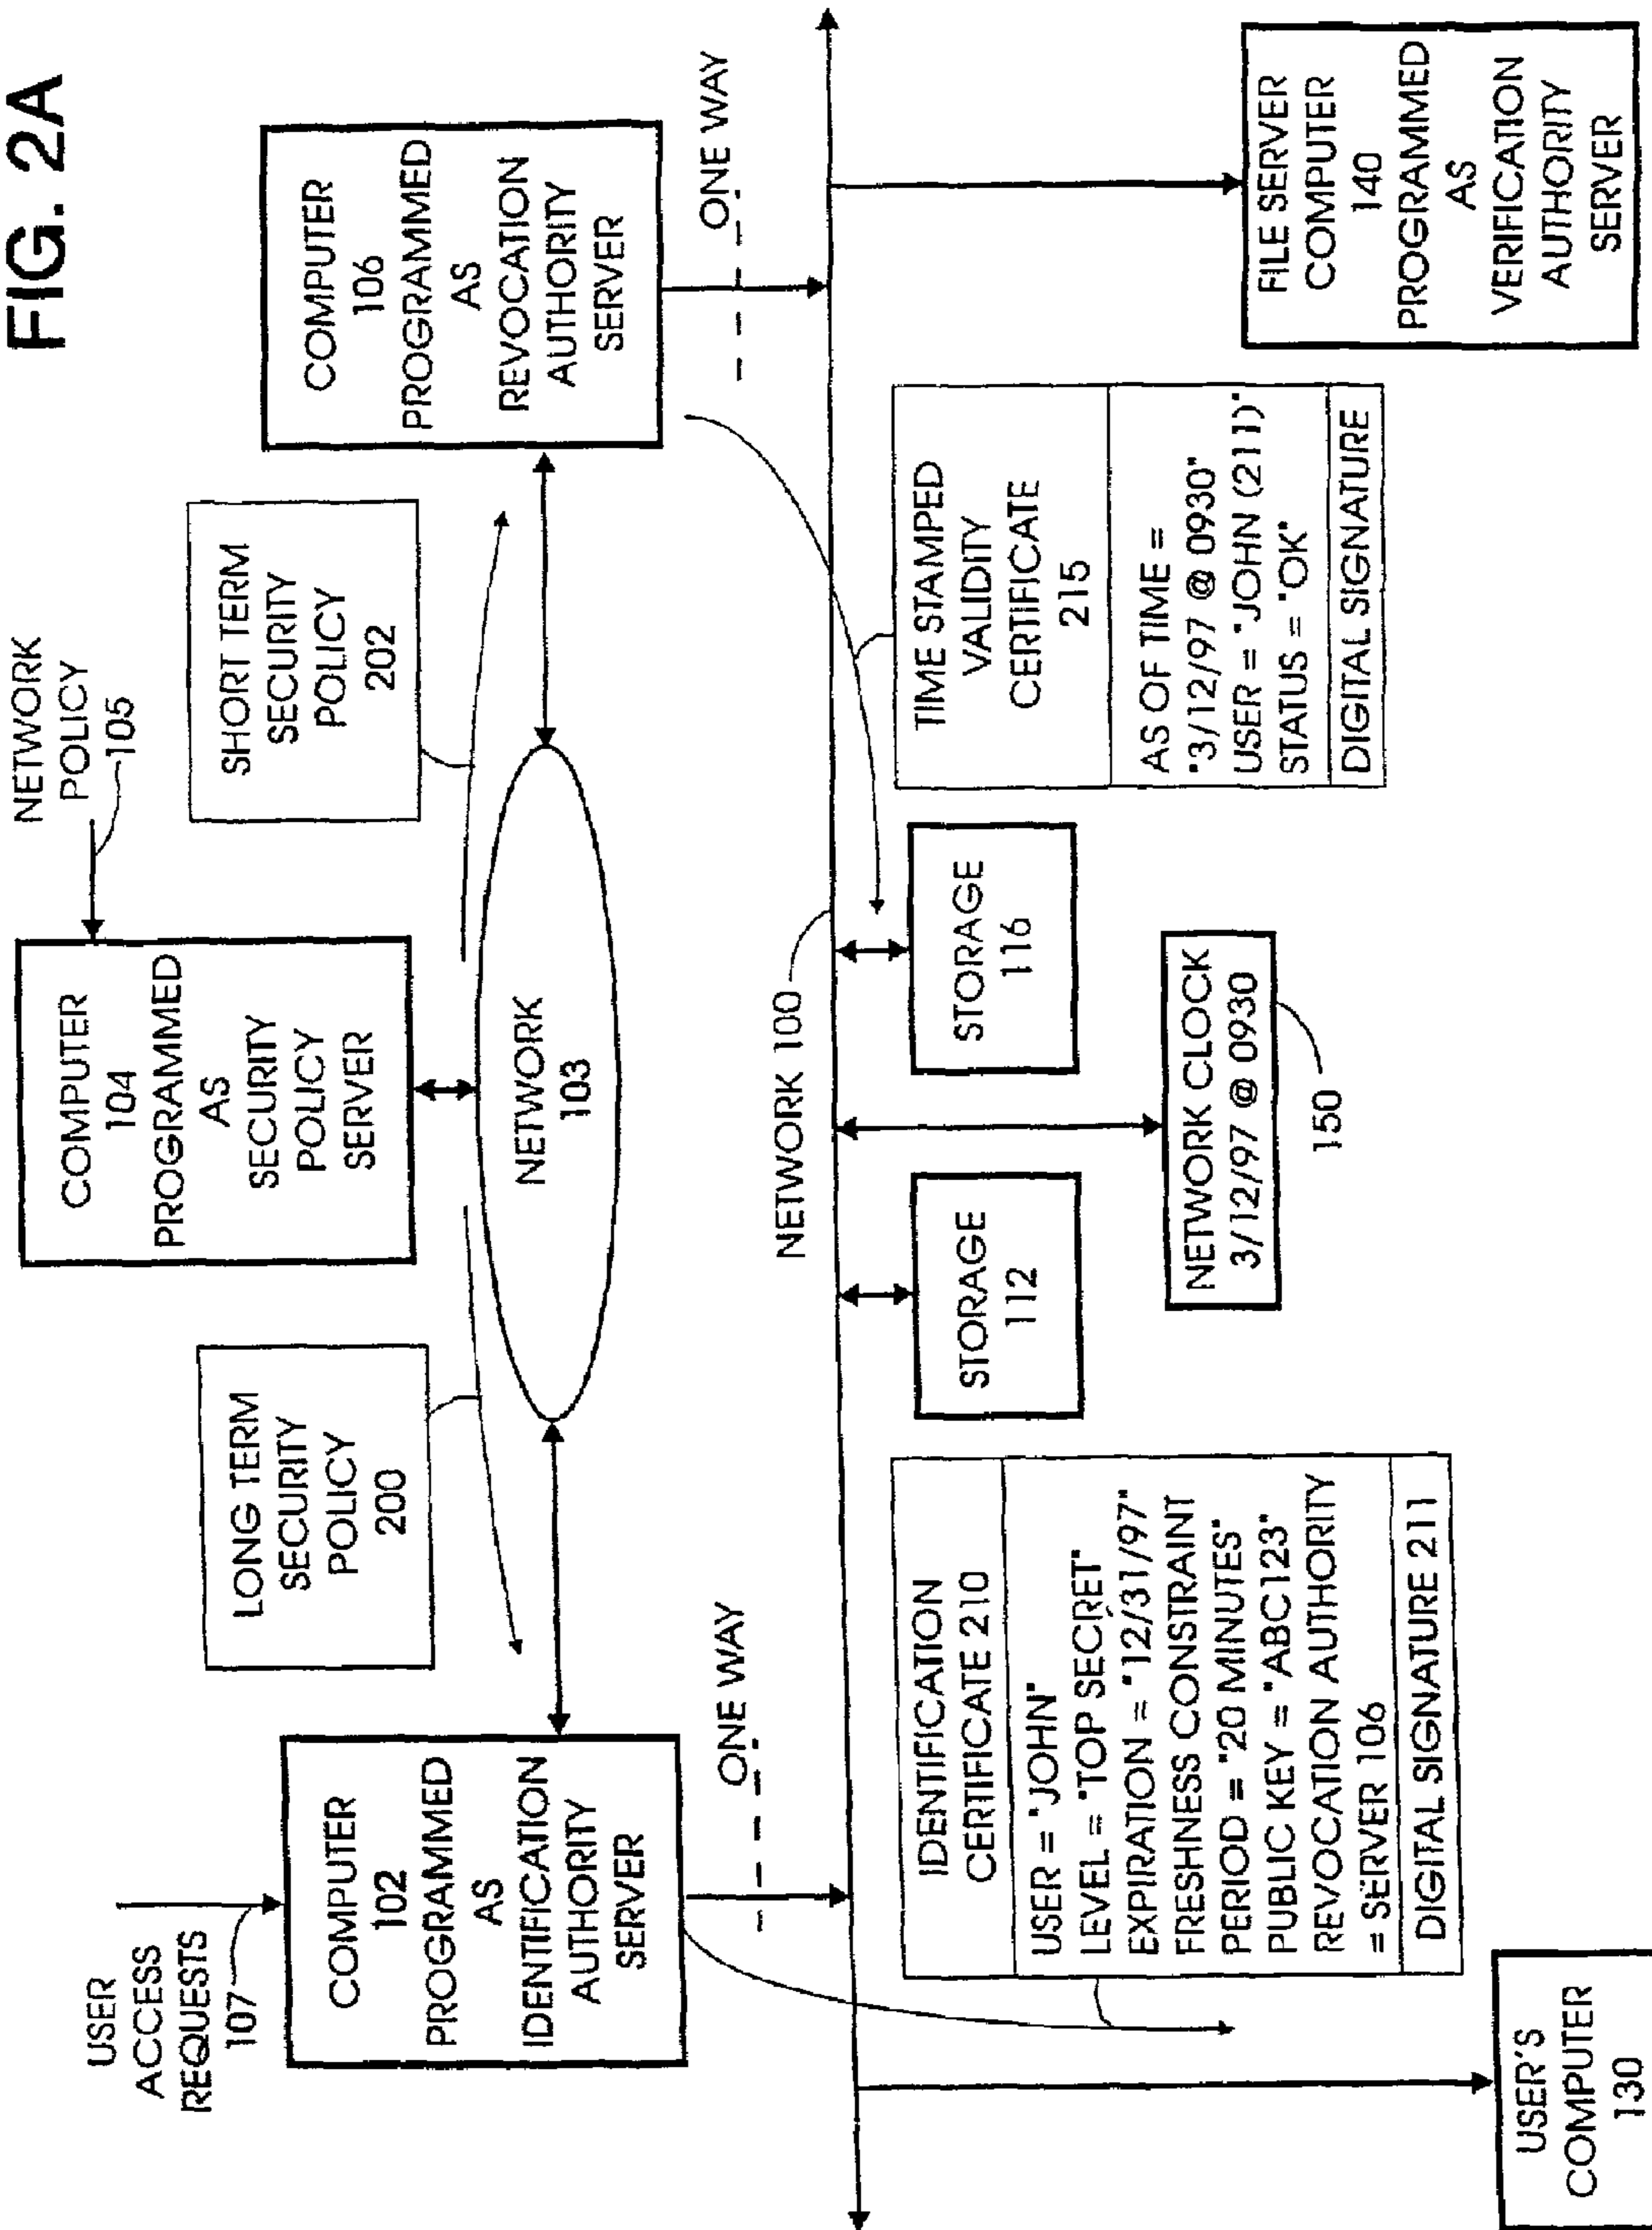 FIG. 2A
USER
ACCESS
REQUESTS
107
COMPUTER
102
PROGRAMMED
AS
IDENTIFICATION
AUTHORITY
SERVER
LONG TERM
SECURITY
POLICY
200
COMPUTER
104
PROGRAMMED
AS
SECURITY
POLICY
SERVER
NETWORK
POLICY
105
SHORT TERM
SECURITY
POLICY
202
COMPUTER
106
PROGRAMMED
AS
REVOCATION
AUTHORITY
SERVER
NETWORK
103
ONE WAY
ONE WAY
NETWORK 100
IDENTIFICATION
CERTIFICATE 210
USER = "JOHN"
LEVEL = "TOP SECRET"
EXPIRATION = "12/31/97"
FRESHNESS CONSTRAINT
PERIOD = "20 MINUTES"
PUBLIC KEY = "ABC123"
REVOCATION AUTHORITY
= SERVER 106
DIGITAL SIGNATURE 211
STORAGE
112
STORAGE
116
NETWORK CLOCK
3/12/97 @ 0930
150
TIME STAMPED
VALIDITY
CERTIFICATE
215
AS OF TIME =
"3/12/97 @ 0930"
USER = "JOHN (211)"
STATUS = "OK"
DIGITAL SIGNATURE
USER'S
COMPUTER
130
FILE SERVER
COMPUTER
140
PROGRAMMED
AS
VERIFICATION
AUTHORITY
SERVER